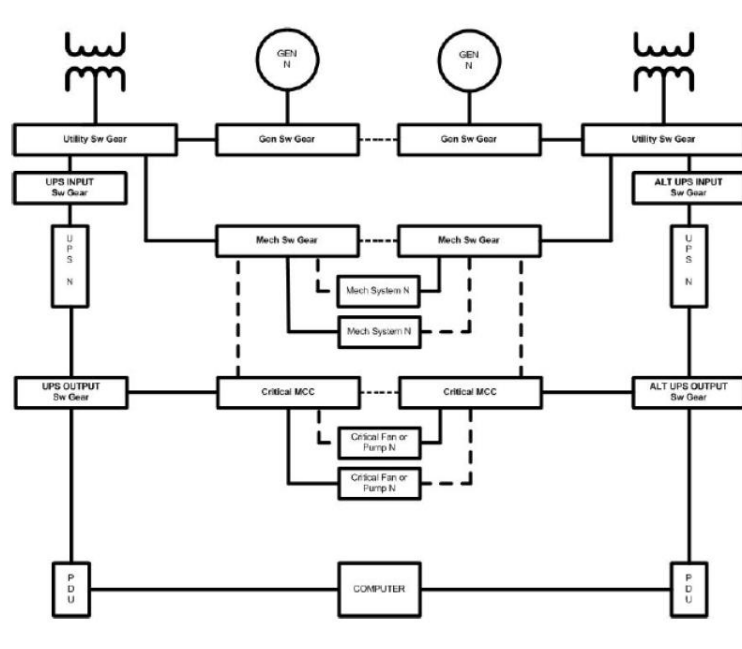 GEN
N
GEN
N
Utility Sw Gear
Gen Sw Gear
Gen Sw Gear
Utility Sw Gear
UPS INPUT
Sw Gear
ALT UPS INPUT
Sw Gear
U
P
S
N
Mech Sw Gear
Mech Sw Gear
U
P
S
N
Mech System N
Mech System N
UPS OUTPUT
Sw Gear
Critical MCC
Critical MCC
ALT UPS OUTPUT
Sw Gear
Critical Fan or
Pump N
Critical Fan or
Pump N
P
D
U
COMPUTER
P
D
U